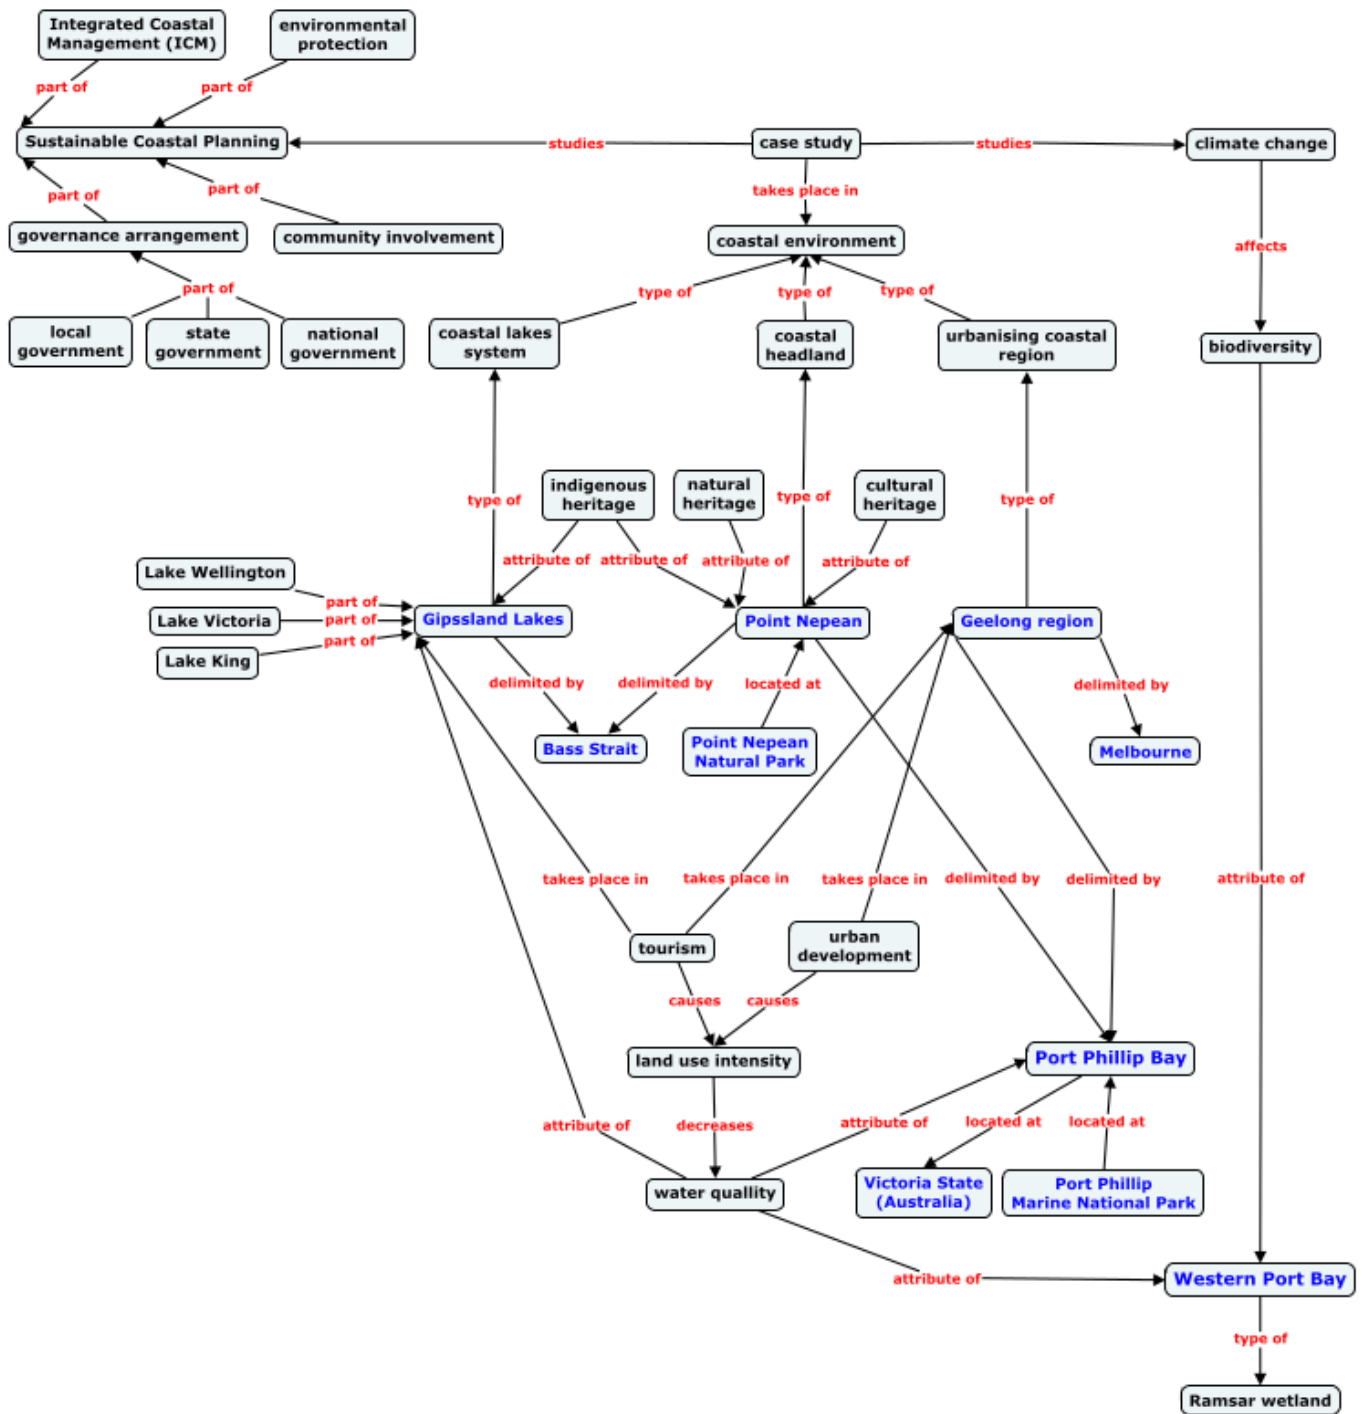 Integrated Coastal
Management (ICM)
environmental
protection
part of
part of
Sustainable Coastal Planning
studies
case study
studies
climate change
part of
part of
takes place in
governance arrangement
community involvement
coastal environment
affects
part of
type of
type of
type of
local
government
state
government
national
government
coastal lakes
system
coastal
headland
urbanising coastal
region
biodiversity
indigenous
heritage
natural
heritage
cultural
heritage
type of
type of
type of
attribute of
attribute of
attribute of
attribute of
Lake Wellington
part of
Lake Victoria
part of
Gipssland Lakes
Point Nepean
Geelong region
Lake King
part of
delimited by
delimited by
located at
delimited by
Bass Strait
Point Nepean
Natural Park
Melbourne
takes place in
takes place in
takes place in
delimited by
delimited by
attribute of
tourism
urban
development
causes
causes
land use intensity
Port Phillip Bay
attribute of
decreases
attribute of
located at
located at
water quallity
Victoria State
(Australia)
Port Phillip
Marine National Park
attribute of
Western Port Bay
type of
Ramsar wetland